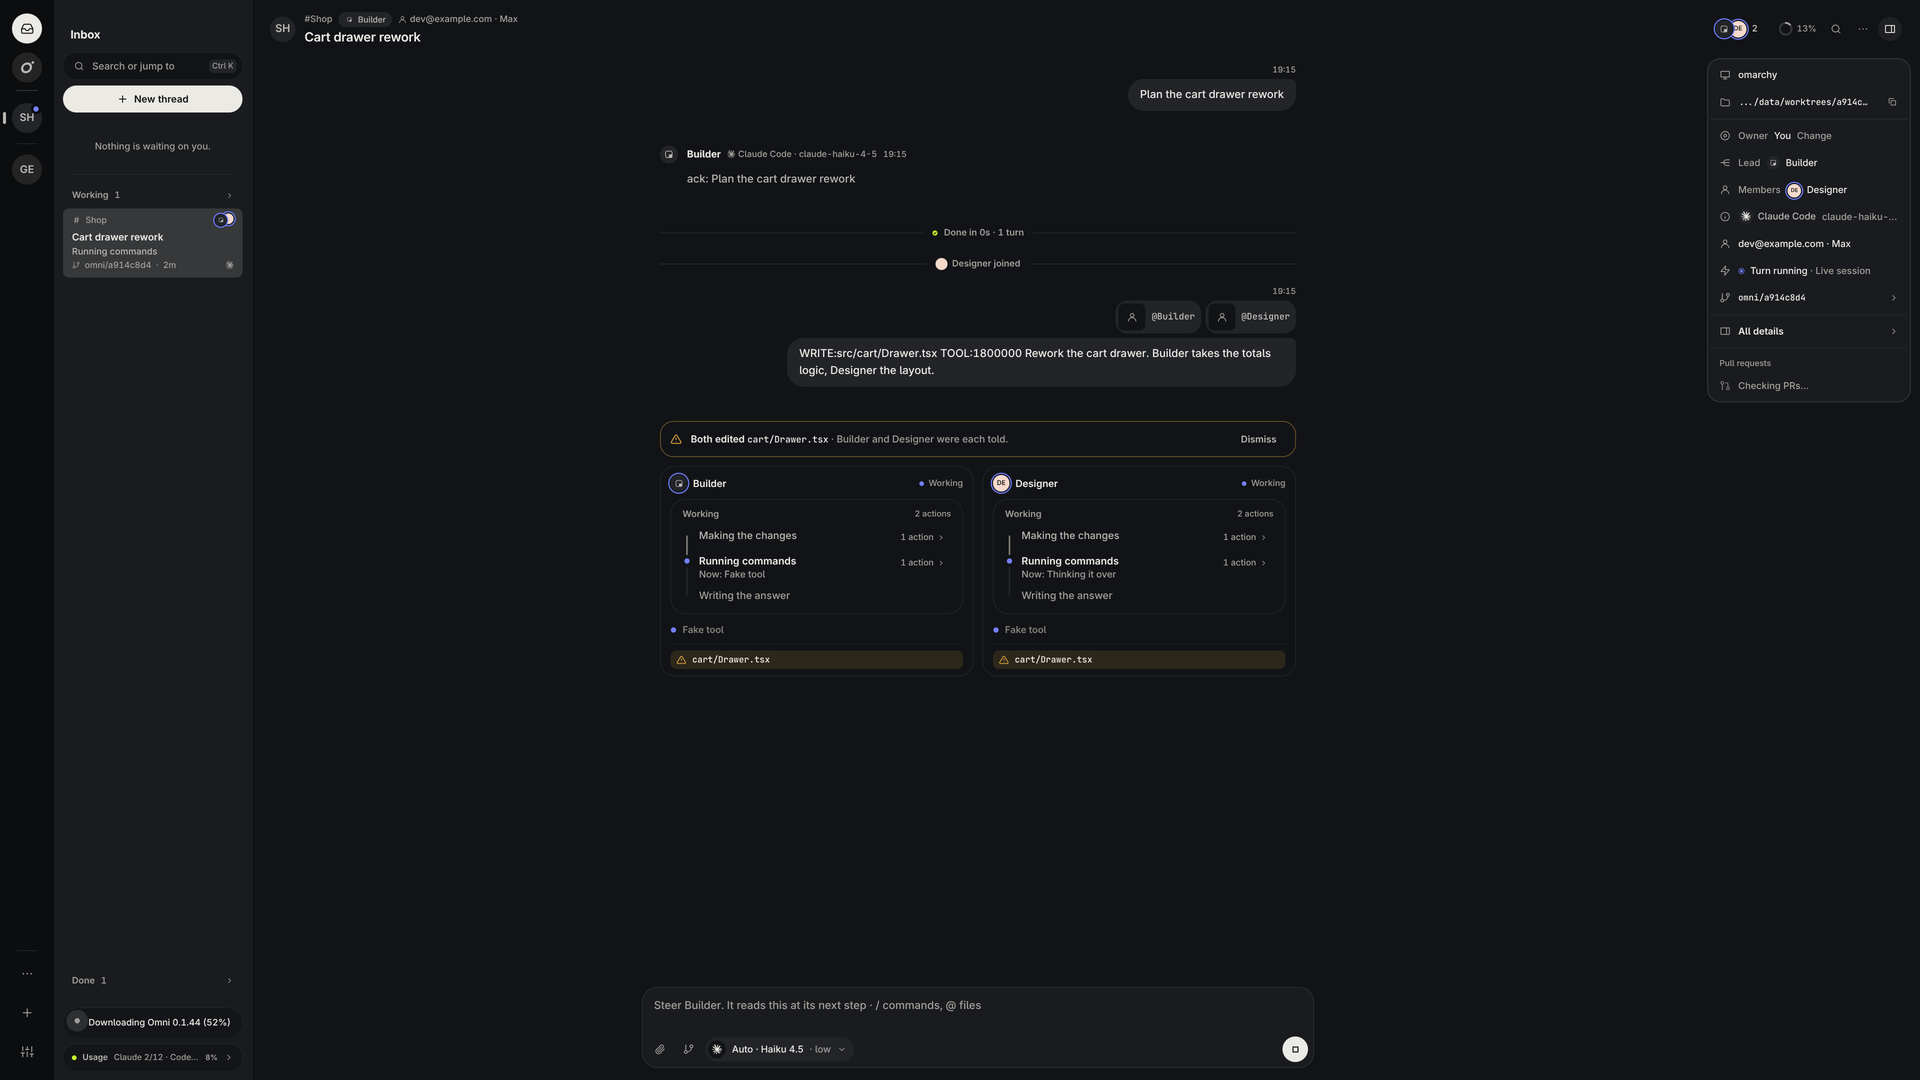 SH
GE
Inbox
Search or jump to Ctrl K
New thread
Nothing is waiting on you.
Working 1
# Shop
Cart drawer rework
Running commands
omni/a914c8d4 · 2m
Done 1
Downloading Omni 0.1.44 (52%)
Usage Claude 2/12 · Code... 8%
SH
#Shop Builder dev@example.com · Max
Cart drawer rework
DE 2 13%
19:15
Plan the cart drawer rework
Builder Claude Code · claude-haiku-4-5 19:15
ack: Plan the cart drawer rework
Done in 0s · 1 turn
Designer joined
19:15
@Builder @Designer
WRITE:src/cart/Drawer.tsx TOOL:1800000 Rework the cart drawer. Builder takes the totals
logic, Designer the layout.
Both edited cart/Drawer.tsx · Builder and Designer were each told. Dismiss
Builder Working
Working 2 actions
Making the changes 1 action
Running commands 1 action
Now: Fake tool
Writing the answer
Fake tool
cart/Drawer.tsx
DE Designer Working
Working 2 actions
Making the changes 1 action
Running commands 1 action
Now: Thinking it over
Writing the answer
Fake tool
cart/Drawer.tsx
Steer Builder. It reads this at its next step · / commands, @ files
Auto · Haiku 4.5 · low
omarchy
.../data/worktrees/a914c…
Owner You Change
Lead Builder
Members DE Designer
Claude Code claude-haiku-...
dev@example.com · Max
Turn running · Live session
omni/a914c8d4
All details
Pull requests
Checking PRs...